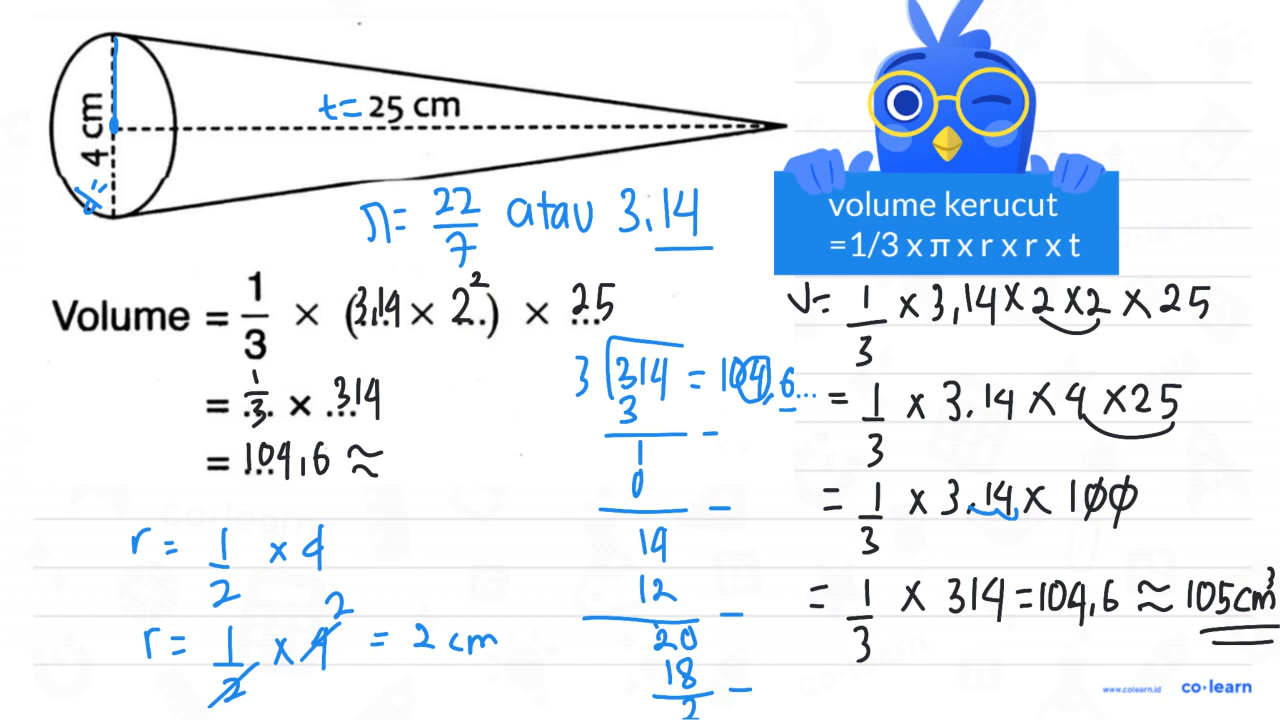 4 cm
d
t= 25 cm
π= 22/7 atau 3.14
volume kerucut
=1/3 x π x r x r x t
Volume = 1/3 × (3,14 × 2²) × 25
= 1/3 × 314
= 104,6 ≈
3 314 = 104,6...
3 -
1
0 -
14
12 -
20
18 -
2
r = 1/2 x 4
r = 1/2 x 4 2 = 2 cm
V= 1/3 x 3,14 x 2 x 2 x 25
= 1/3 x 3.14 x 4 x 25
= 1/3 x 3.14 x 100
= 1/3 x 314 = 104,6 ≈ 105 cm³
www.colearn.id co·learn